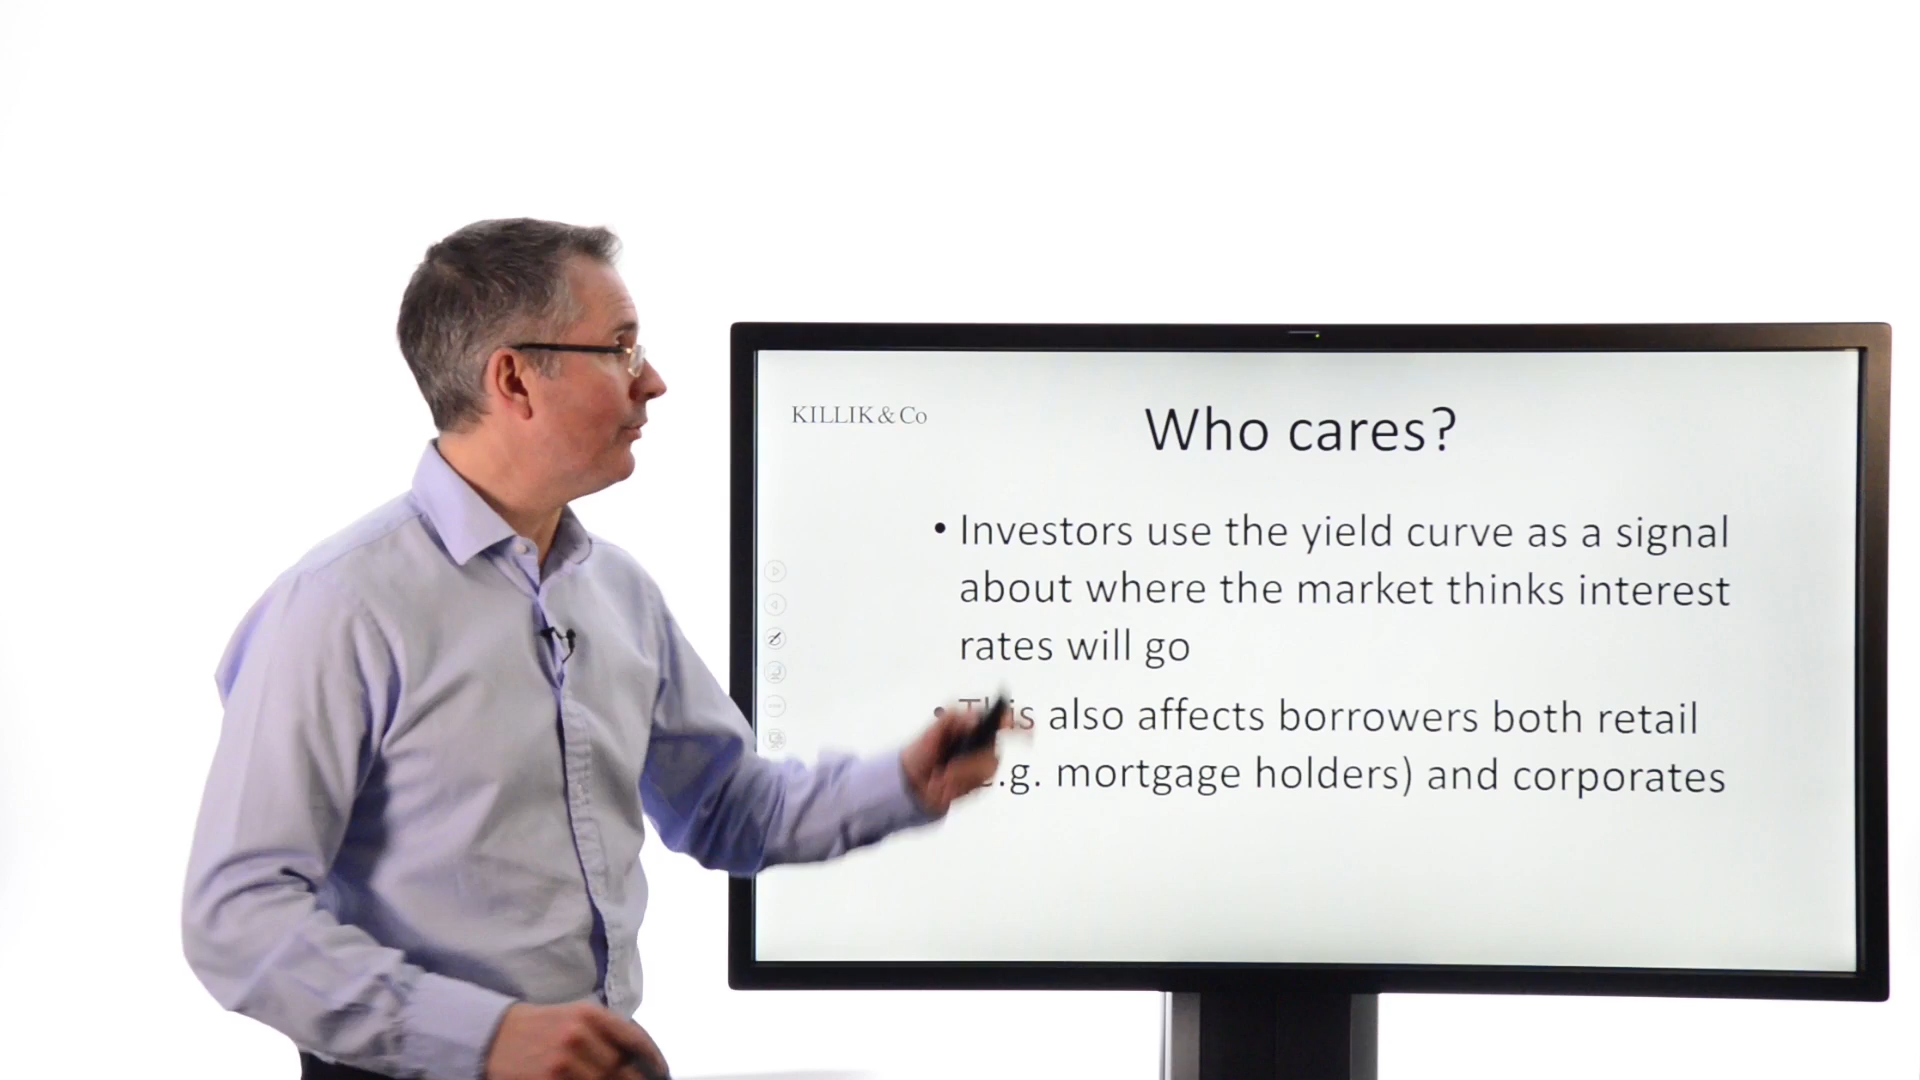 KILLIK & Co
Who cares?
• Investors use the yield curve as a signal
about where the market thinks interest
rates will go
• This also affects borrowers both retail
e.g. mortgage holders) and corporates